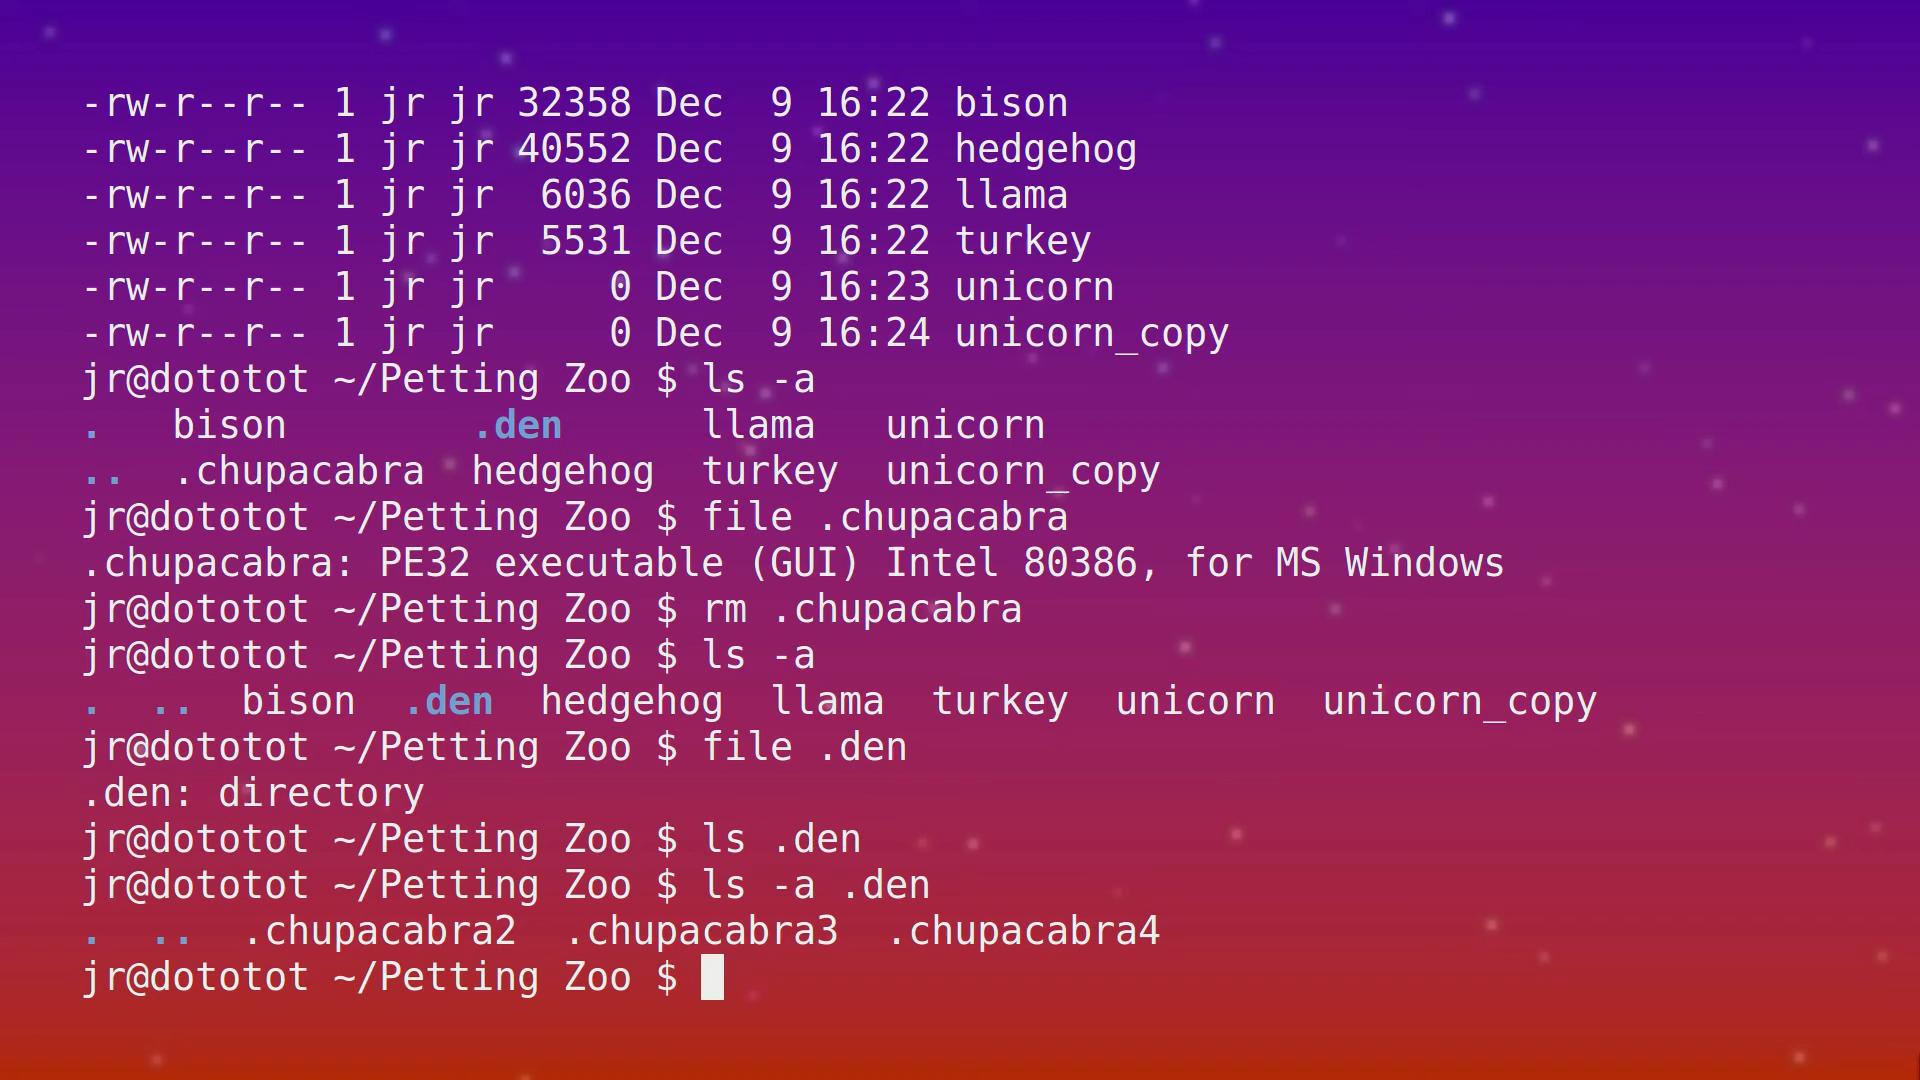 -rw-r--r-- 1 jr jr 32358 Dec  9 16:22 bison
-rw-r--r-- 1 jr jr 40552 Dec  9 16:22 hedgehog
-rw-r--r-- 1 jr jr  6036 Dec  9 16:22 llama
-rw-r--r-- 1 jr jr  5531 Dec  9 16:22 turkey
-rw-r--r-- 1 jr jr     0 Dec  9 16:23 unicorn
-rw-r--r-- 1 jr jr     0 Dec  9 16:24 unicorn_copy
jr@dototot ~/Petting Zoo $ ls -a
.   bison        .den      llama   unicorn
..  .chupacabra  hedgehog  turkey  unicorn_copy
jr@dototot ~/Petting Zoo $ file .chupacabra
.chupacabra: PE32 executable (GUI) Intel 80386, for MS Windows
jr@dototot ~/Petting Zoo $ rm .chupacabra
jr@dototot ~/Petting Zoo $ ls -a
.  ..  bison  .den  hedgehog  llama  turkey  unicorn  unicorn_copy
jr@dototot ~/Petting Zoo $ file .den
.den: directory
jr@dototot ~/Petting Zoo $ ls .den
jr@dototot ~/Petting Zoo $ ls -a .den
.  ..  .chupacabra2  .chupacabra3  .chupacabra4
jr@dototot ~/Petting Zoo $